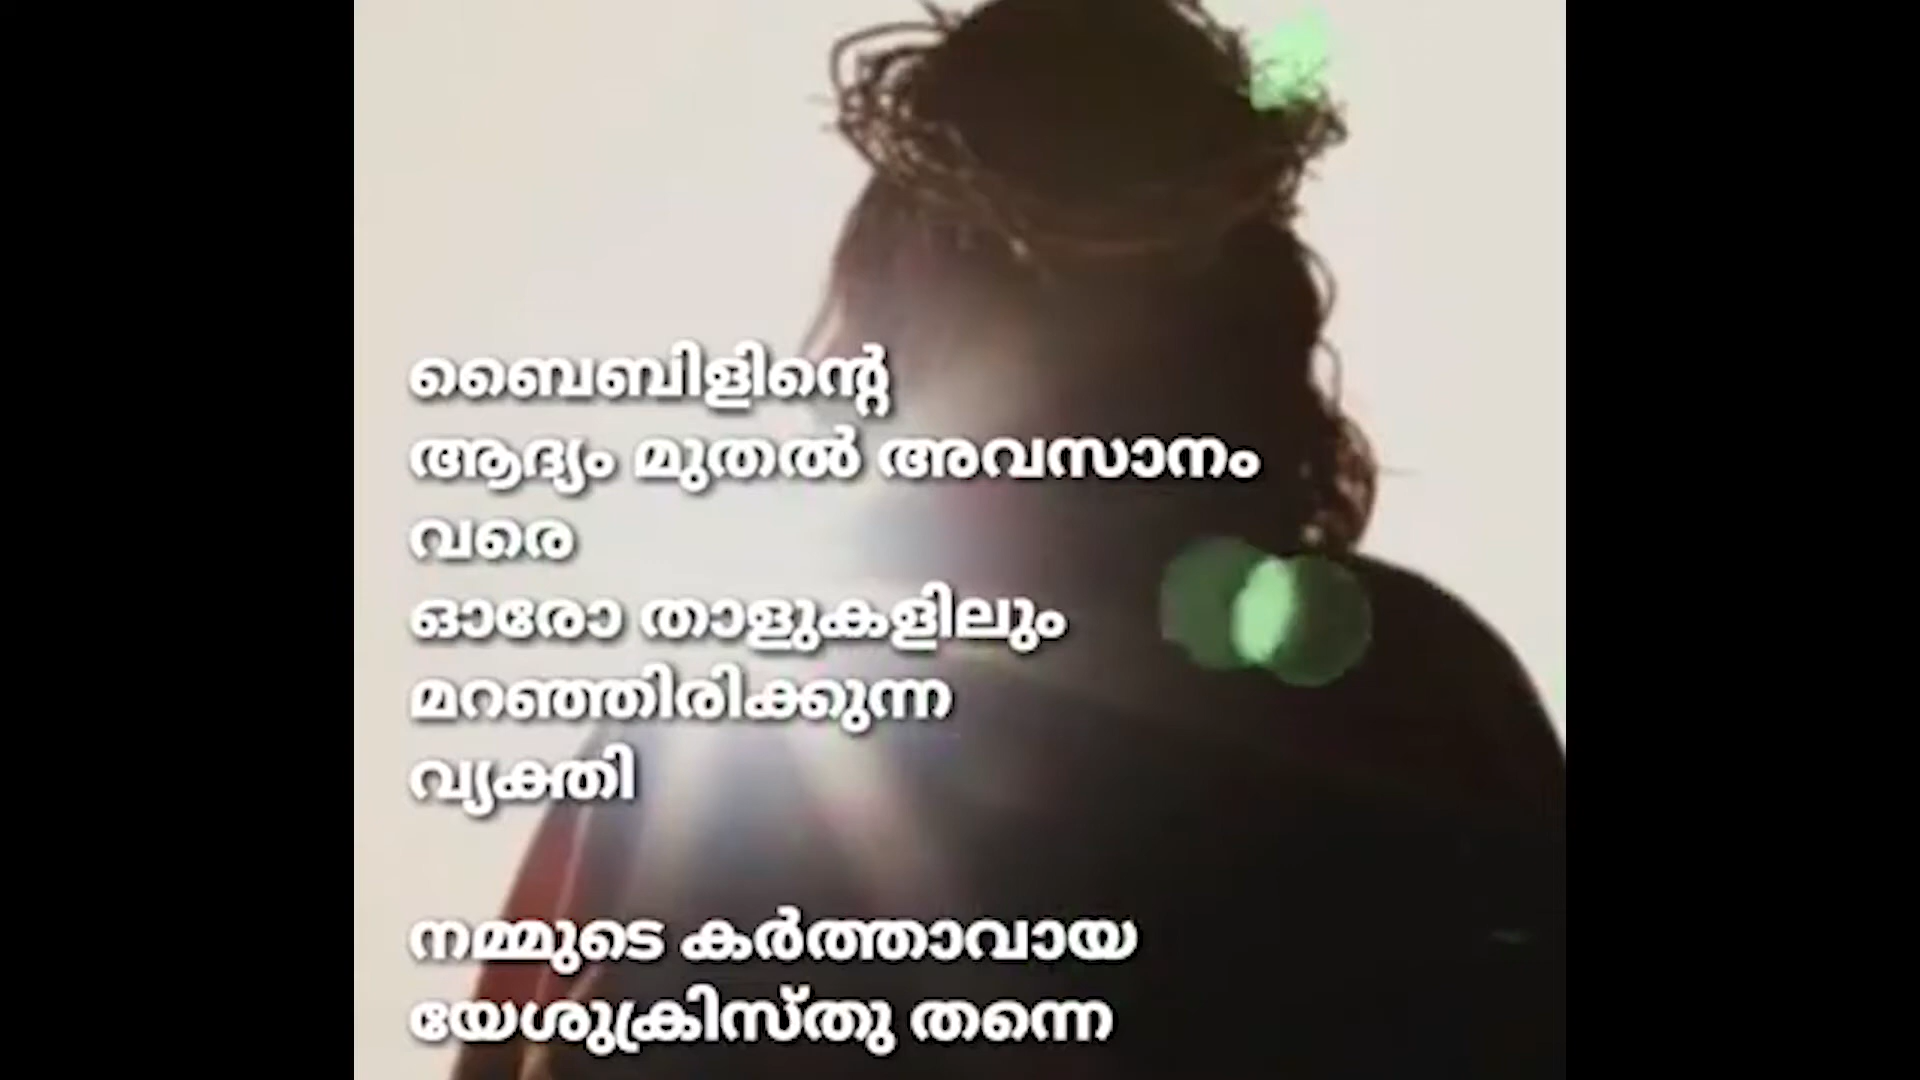 ബൈബിളിന്റെ
ആദ്യം മുതൽ അവസാനം
വരെ
ഓരോ താളുകളിലും
മറഞ്ഞിരിക്കുന്ന
വ്യക്തി
നമ്മുടെ കർത്താവായ
യേശുക്രിസ്തു തന്നെ